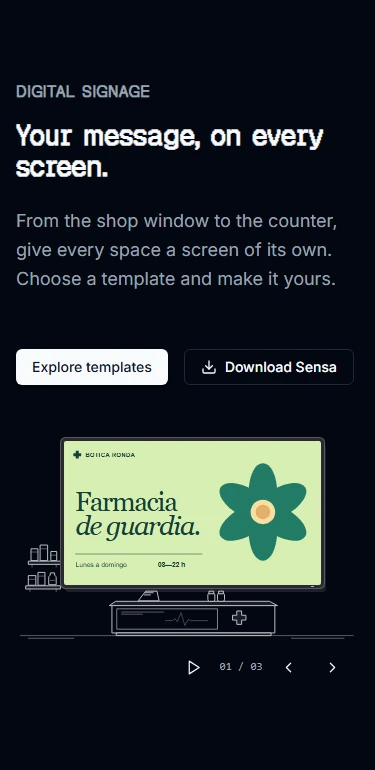 DIGITAL SIGNAGE
Your message, on every
screen.
From the shop window to the counter,
give every space a screen of its own.
Choose a template and make it yours.
Explore templates
Download Sensa
BOTICA RONDA
Farmacia
de guardia.
Lunes a domingo 08—22 h
01 / 03